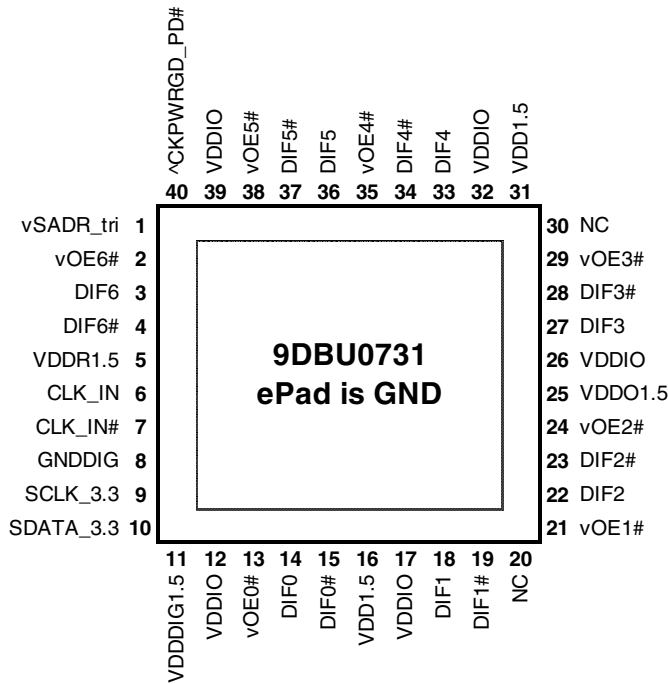 ^CKPWRGD_PD#
VDDIO
vOE5#
DIF5#
DIF5
vOE4#
DIF4#
DIF4
VDDIO
VDD1.5
40 39 38 37 36 35 34 33 32 31
vSADR_tri 1
vOE6# 2
DIF6 3
DIF6# 4
VDDR1.5 5
CLK_IN 6
CLK_IN# 7
GNDDIG 8
SCLK_3.3 9
SDATA_3.3 10
9DBU0731
ePad is GND
30 NC
29 vOE3#
28 DIF3#
27 DIF3
26 VDDIO
25 VDDO1.5
24 vOE2#
23 DIF2#
22 DIF2
21 vOE1#
11 12 13 14 15 16 17 18 19 20
VDDDIG1.5
VDDIO
vOE0#
DIF0
DIF0#
VDD1.5
VDDIO
DIF1
DIF1#
NC